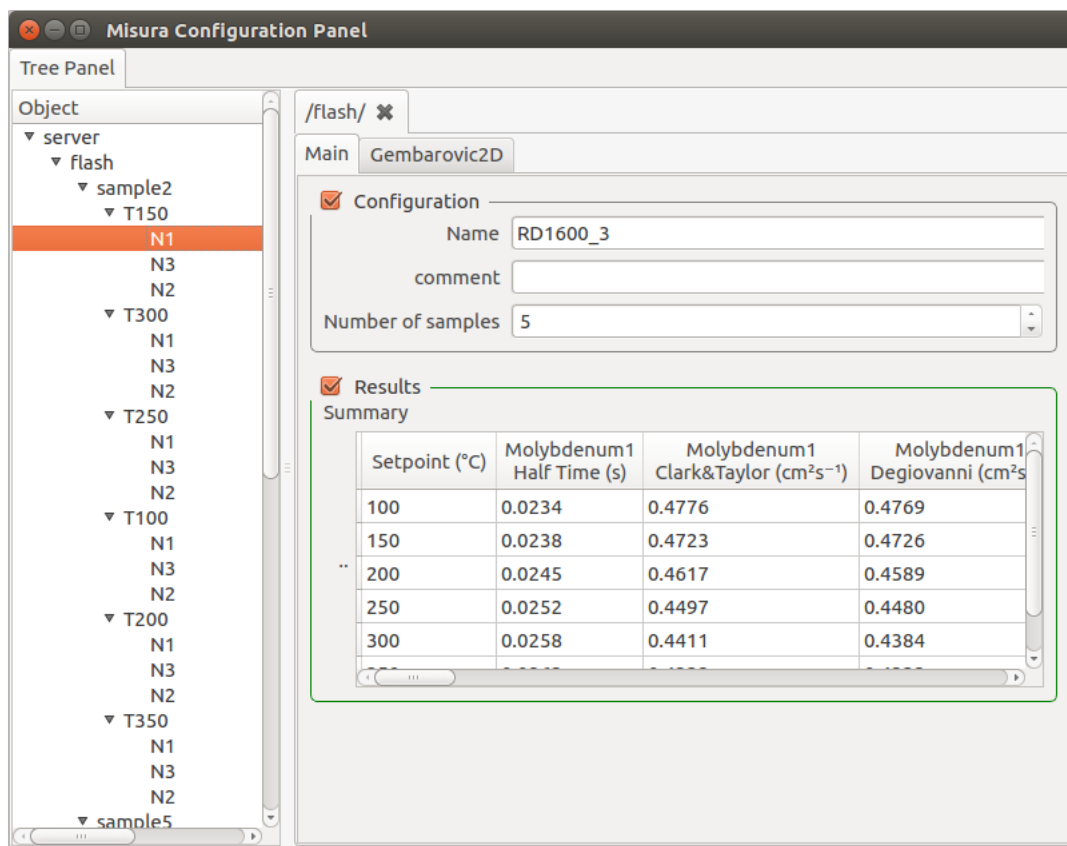 Misura Configuration Panel
Tree Panel
Object
server
flash
sample2
T150
N1
N3
N2
T300
N1
N3
N2
T250
N1
N3
N2
T100
N1
N3
N2
T200
N1
N3
N2
T350
N1
N3
N2
sample5
/flash/
Main Gembarovic2D
Configuration
Name RD1600_3
comment
Number of samples 5
Results
Summary
Setpoint (°C) Molybdenum1 Half Time (s) Molybdenum1 Clark&Taylor (cm²s⁻¹) Molybdenum1 Degiovanni (cm²s
100 0.0234 0.4776 0.4769
150 0.0238 0.4723 0.4726
..
200 0.0245 0.4617 0.4589
250 0.0252 0.4497 0.4480
300 0.0258 0.4411 0.4384